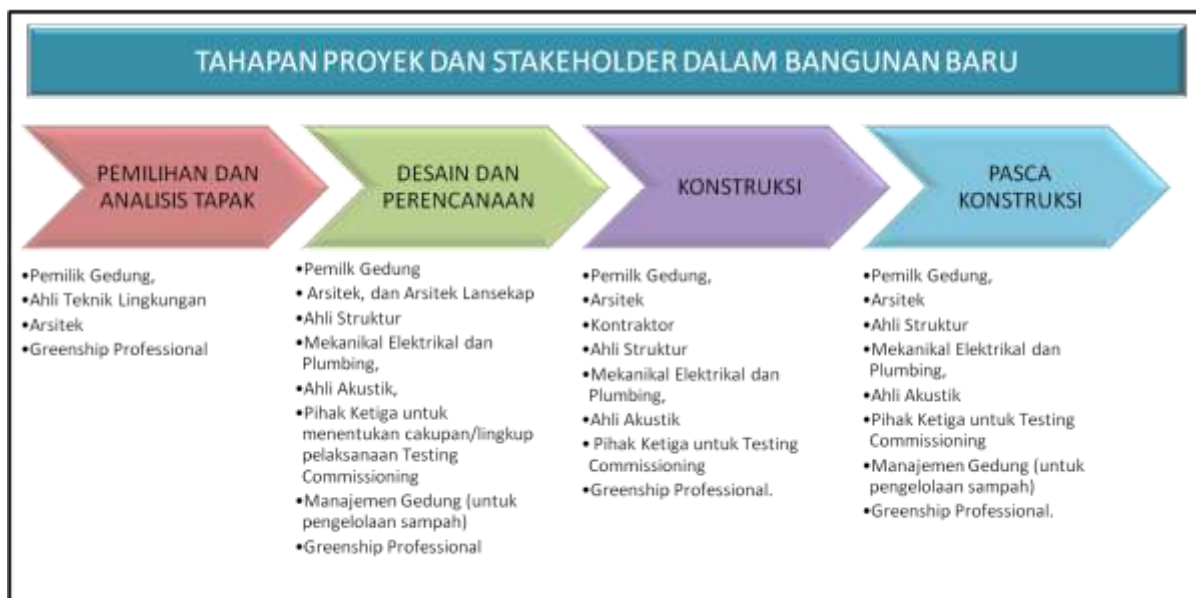 TAHAPAN PROYEK DAN STAKEHOLDER DALAM BANGUNAN BARU
PEMILIHAN DAN
ANALISIS TAPAK
•Pemilik Gedung,
•Ahli Teknik Lingkungan
•Arsitek
•Greenship Professional
DESAIN DAN
PERENCANAAN
•Pemilk Gedung
• Arsitek, dan Arsitek Lansekap
•Ahli Struktur
•Mekanikal Elektrikal dan
Plumbing,
•Ahli Akustik,
•Pihak Ketiga untuk
menentukan cakupan/lingkup
pelaksanaan Testing
Commissioning
•Manajemen Gedung (untuk
pengelolaan sampah)
•Greenship Professional
KONSTRUKSI
•Pemilk Gedung,
•Arsitek
•Kontraktor
•Ahli Struktur
•Mekanikal Elektrikal dan
Plumbing,
•Ahli Akustik
• Pihak Ketiga untuk Testing
Commissioning
•Greenship Professional.
PASCA
KONSTRUKSI
•Pemilk Gedung,
•Arsitek
•Ahli Struktur
•Mekanikal Elektrikal dan
Plumbing,
•Ahli Akustik
•Pihak Ketiga untuk Testing
Commissioning
•Manajemen Gedung (untuk
pengelolaan sampah)
•Greenship Professional.